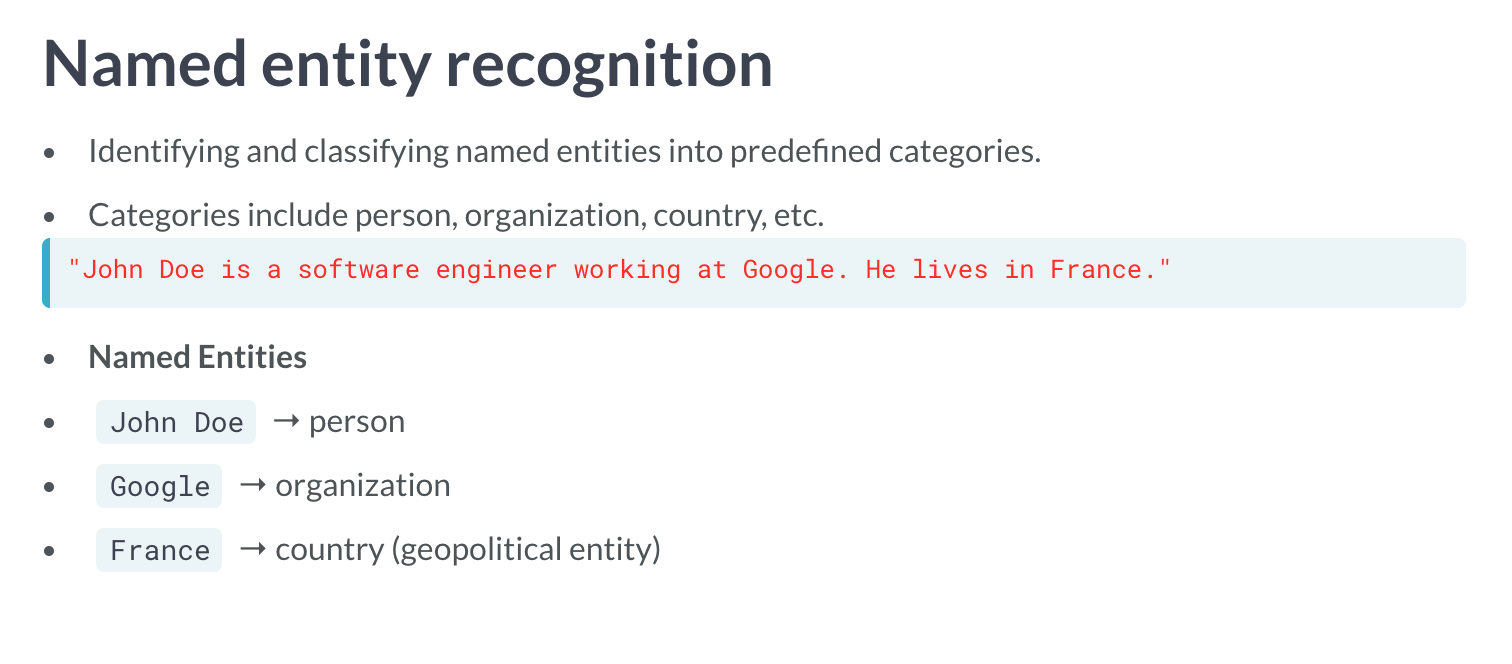 Named entity recognition
• Identifying and classifying named entities into predefined categories.
• Categories include person, organization, country, etc.
"John Doe is a software engineer working at Google. He lives in France."
• Named Entities
• John Doe → person
• Google → organization
• France → country (geopolitical entity)